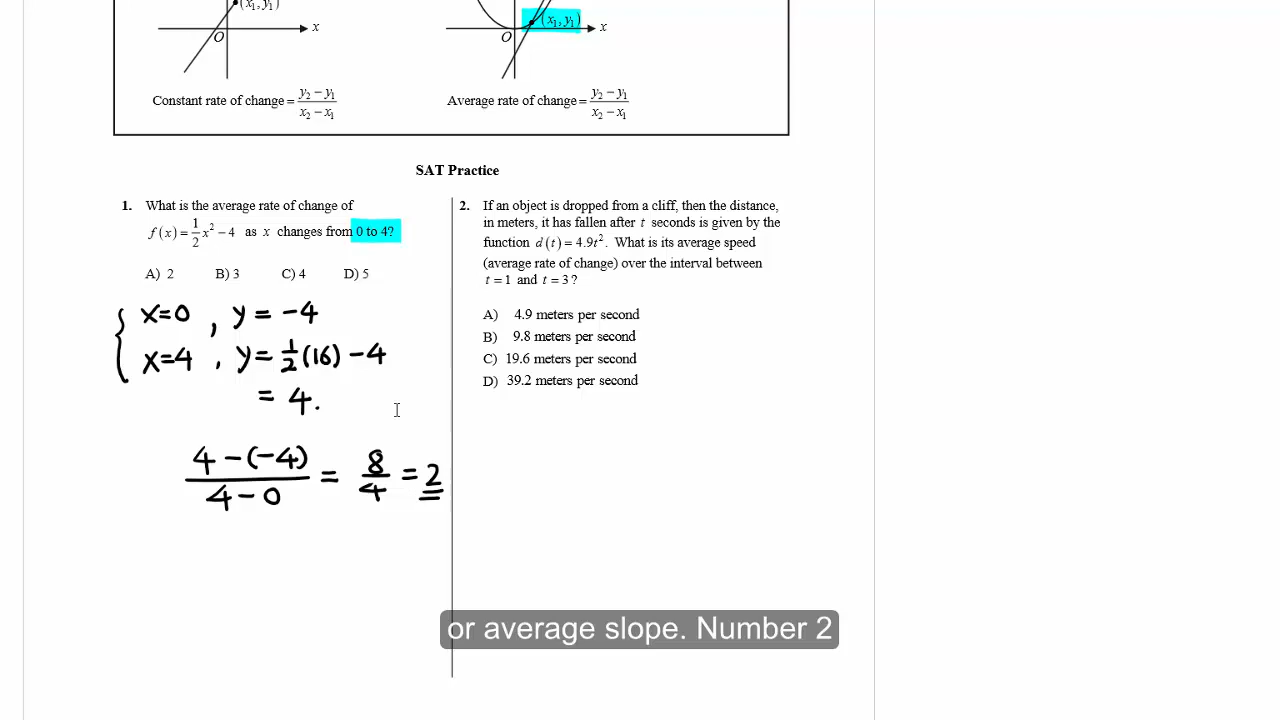 (x₁, y₁)
x
O
Constant rate of change = (y₂ − y₁)/(x₂ − x₁)
(x₁, y₁)
x
O
Average rate of change = (y₂ − y₁)/(x₂ − x₁)
SAT Practice
1. What is the average rate of change of
f(x) = 1/2 x² − 4 as x changes from 0 to 4?
A) 2 B) 3 C) 4 D) 5
x=0 , y = −4
x=4 , y = 1/2 (16) − 4
= 4.
(4 − (−4))/(4 − 0) = 8/4 = 2
2. If an object is dropped from a cliff, then the distance,
in meters, it has fallen after t seconds is given by the
function d(t) = 4.9t². What is its average speed
(average rate of change) over the interval between
t = 1 and t = 3?
A) 4.9 meters per second
B) 9.8 meters per second
C) 19.6 meters per second
D) 39.2 meters per second
or average slope. Number 2